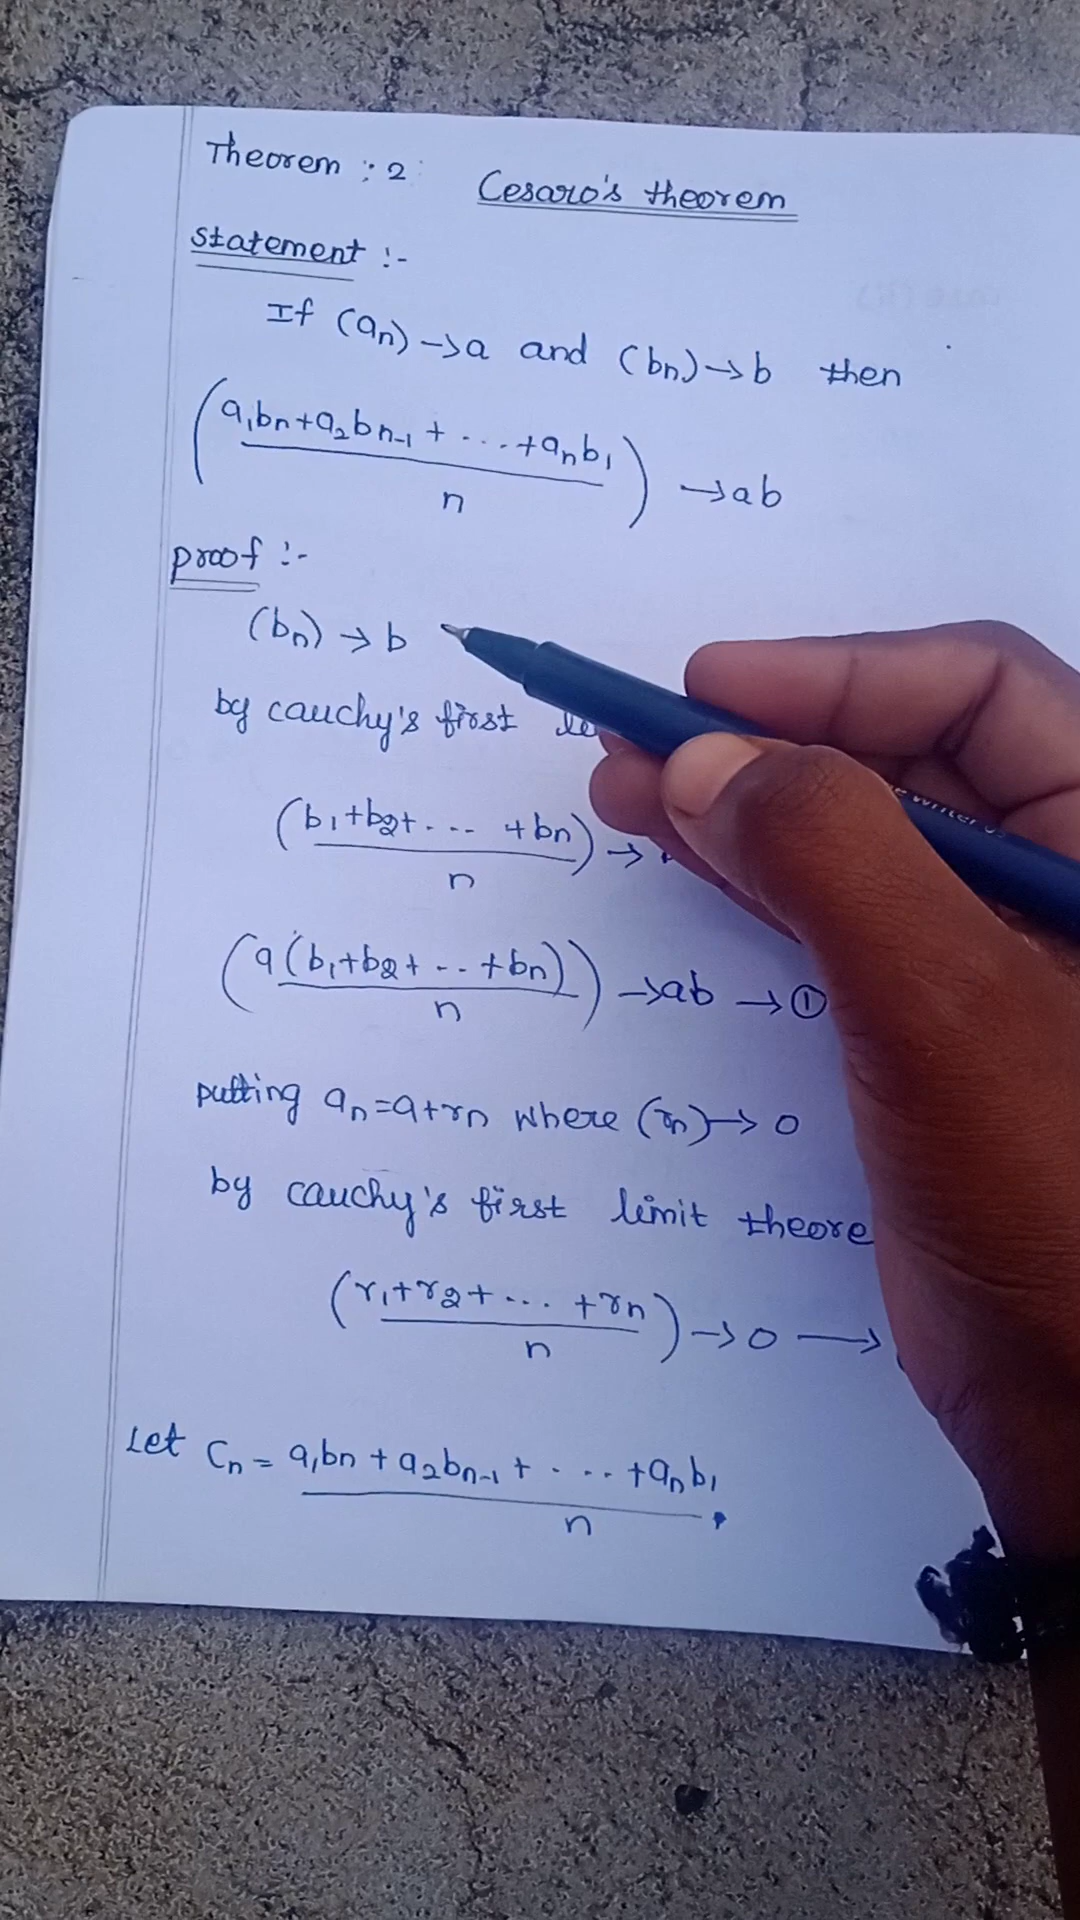 Theorem : 2
Cesaro's theorem
Statement :-
If (aₙ) → a and (bₙ) → b then
(a₁bₙ + a₂bₙ₋₁ + ... + aₙb₁ / n) → ab
Proof :-
(bₙ) → b
by cauchy's first
(b₁ + b₂ + ... + bₙ / n) →
(a(b₁ + b₂ + .. + bₙ) / n) → ab → ①
putting aₙ = a + rₙ where (rₙ) → 0
by cauchy's first limit theore
(r₁ + r₂ + ... + rₙ / n) → 0 →
Let Cₙ = a₁bₙ + a₂bₙ₋₁ + .... + aₙb₁ / n